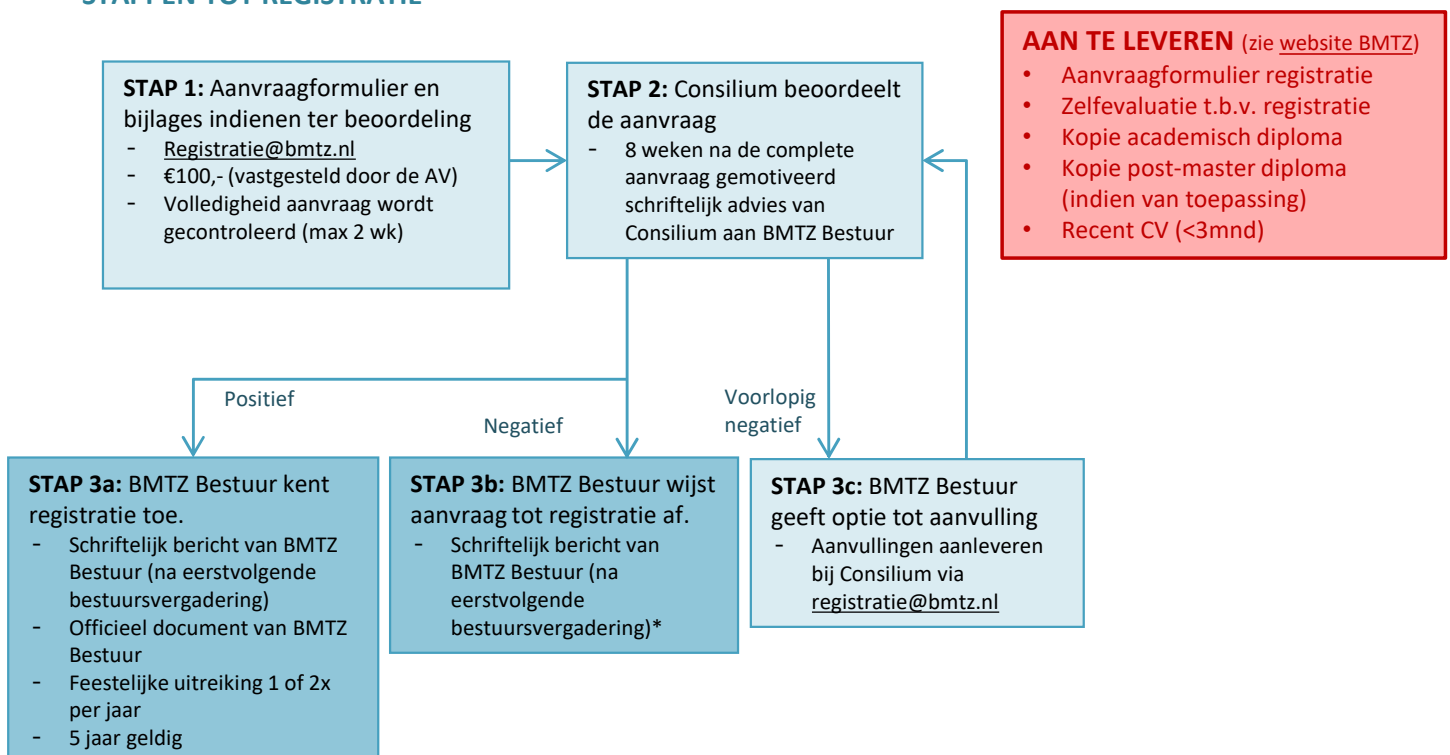 STAPPEN TOT REGISTRATIE
AAN TE LEVEREN (zie website BMTZ)
• Aanvraagformulier registratie
• Zelfevaluatie t.b.v. registratie
• Kopie academisch diploma
• Kopie post-master diploma
(indien van toepassing)
• Recent CV (<3mnd)
STAP 1: Aanvraagformulier en
bijlages indienen ter beoordeling
- Registratie@bmtz.nl
- €100,- (vastgesteld door de AV)
- Volledigheid aanvraag wordt
gecontroleerd (max 2 wk)
STAP 2: Consilium beoordeelt
de aanvraag
- 8 weken na de complete
aanvraag gemotiveerd
schriftelijk advies van
Consilium aan BMTZ Bestuur
Positief
Negatief
Voorlopig
negatief
STAP 3a: BMTZ Bestuur kent
registratie toe.
- Schriftelijk bericht van BMTZ
Bestuur (na eerstvolgende
bestuursvergadering)
- Officieel document van BMTZ
Bestuur
- Feestelijke uitreiking 1 of 2x
per jaar
- 5 jaar geldig
STAP 3b: BMTZ Bestuur wijst
aanvraag tot registratie af.
- Schriftelijk bericht van
BMTZ Bestuur (na
eerstvolgende
bestuursvergadering)*
STAP 3c: BMTZ Bestuur
geeft optie tot aanvulling
- Aanvullingen aanleveren
bij Consilium via
registratie@bmtz.nl